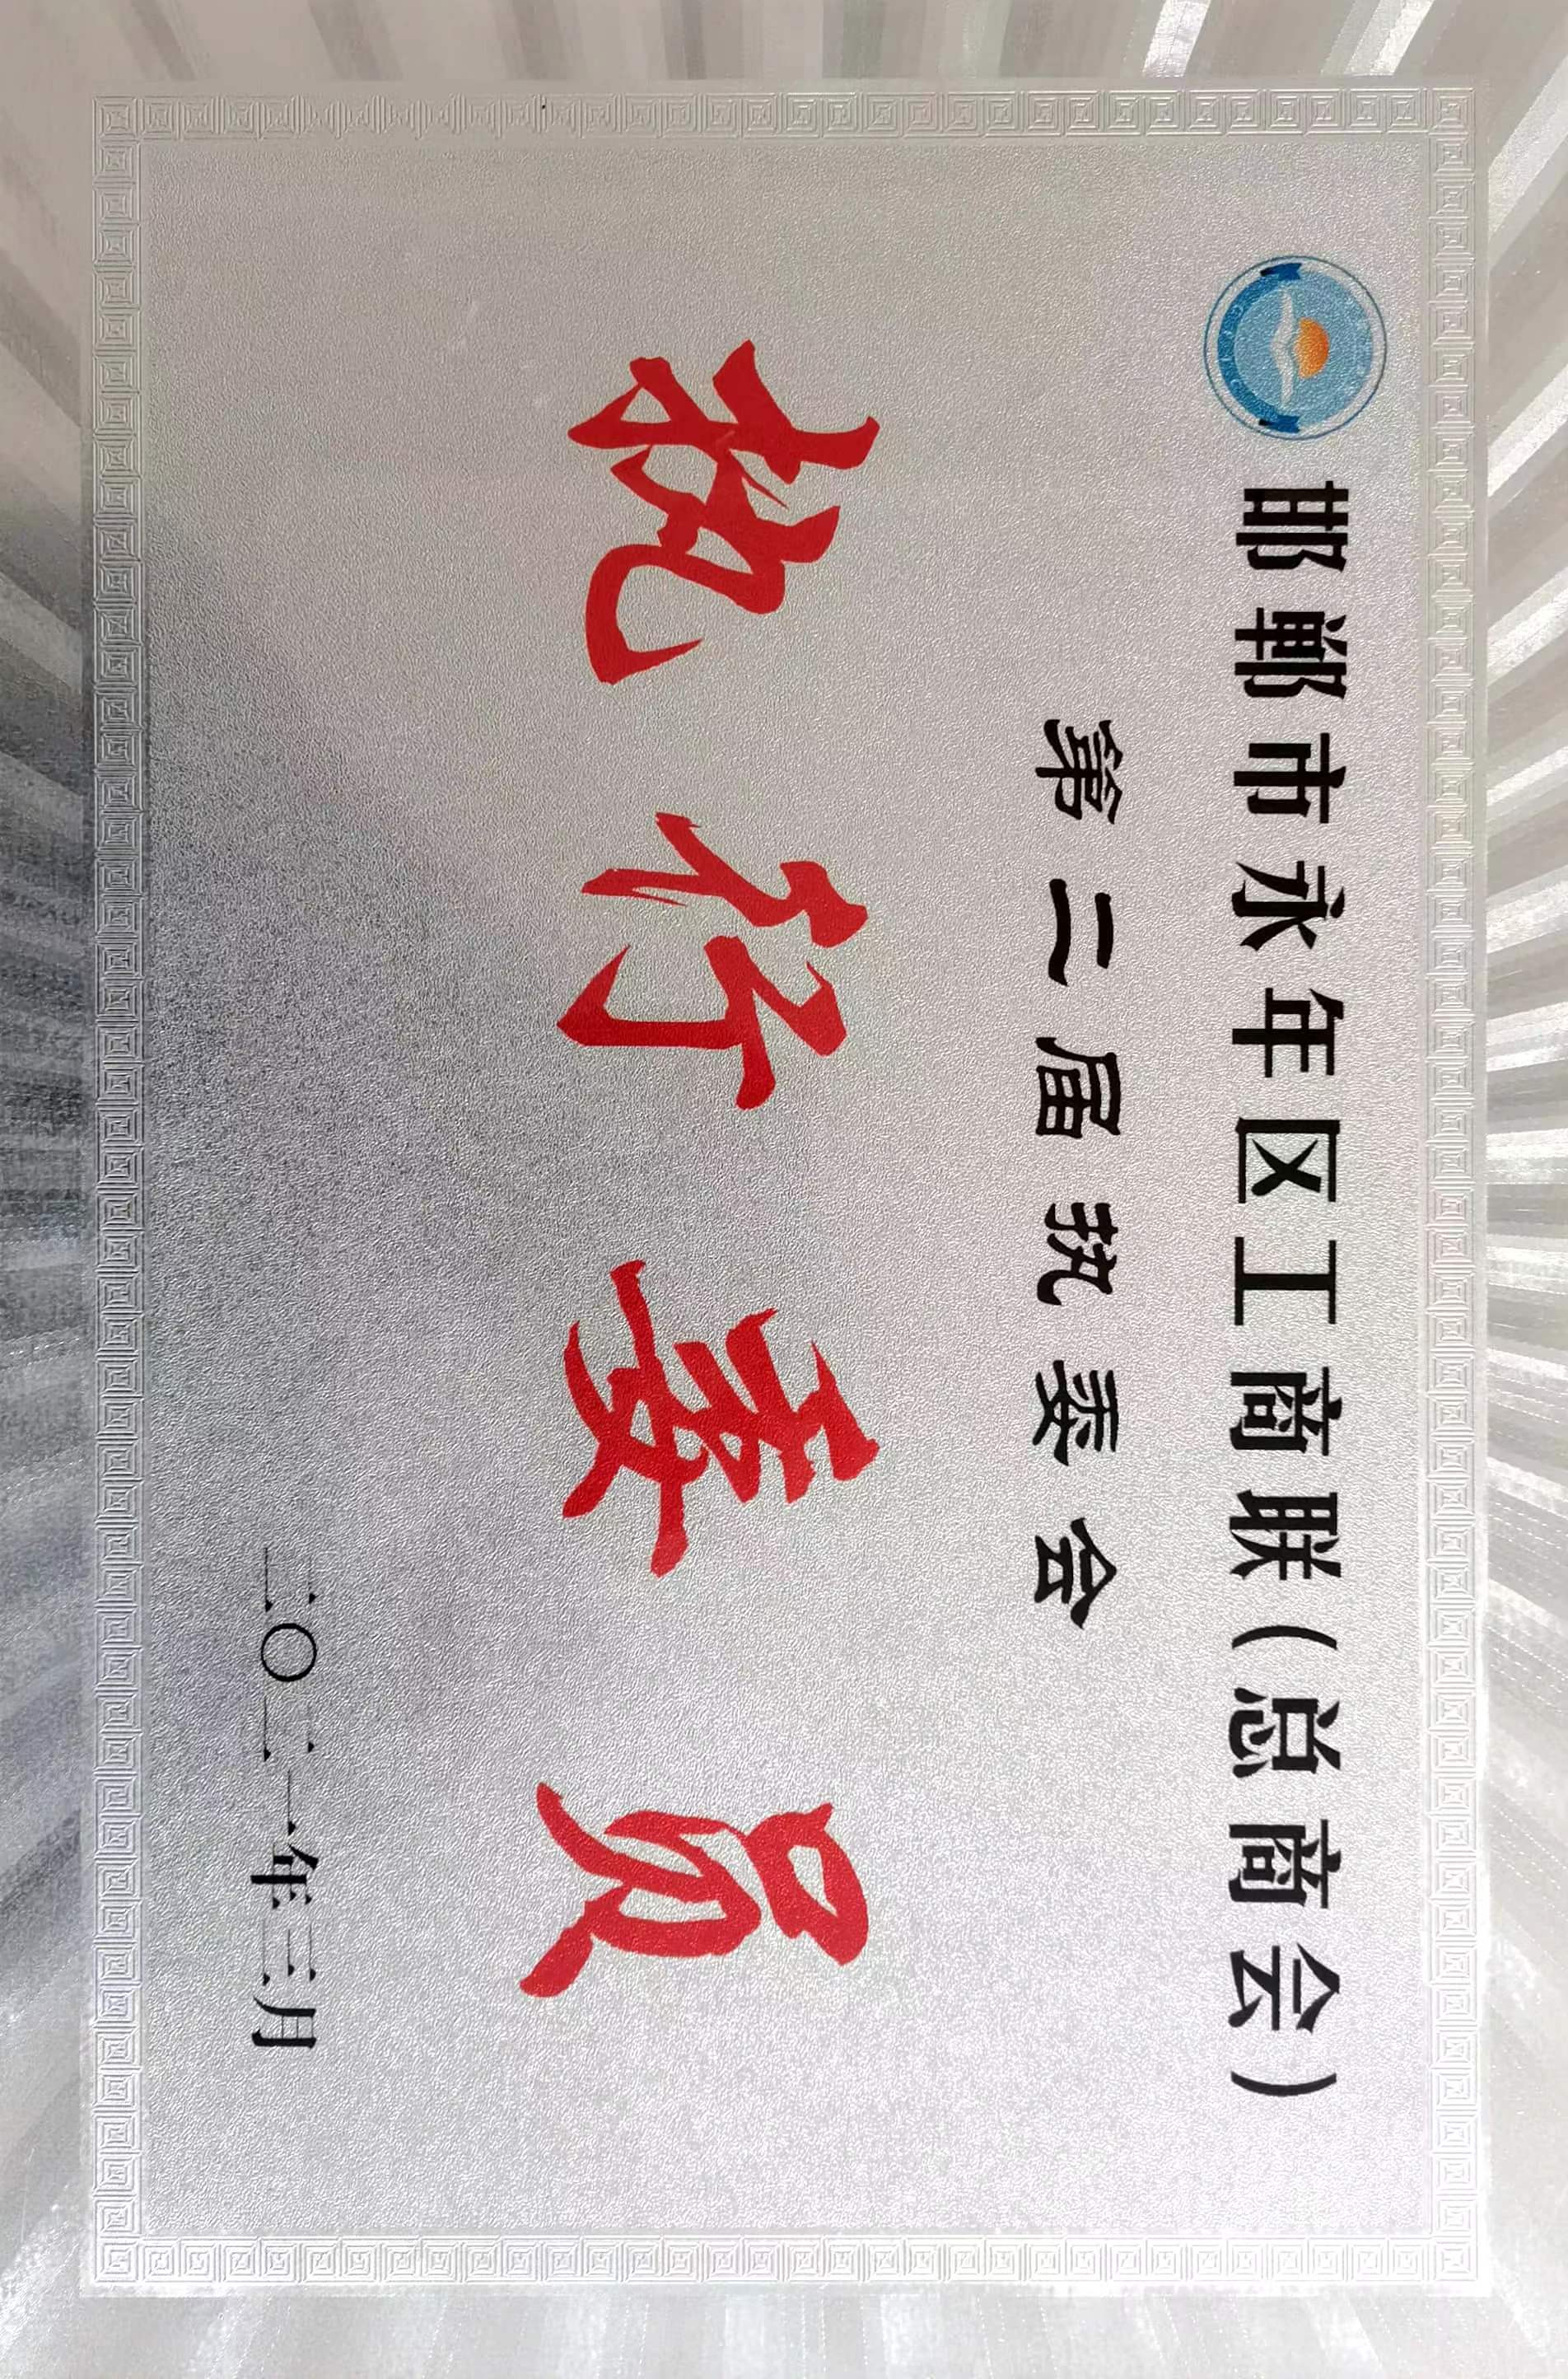 邯郸市永年区工商联(总商会)
第二届执委会
执行委员
二〇二一年三月